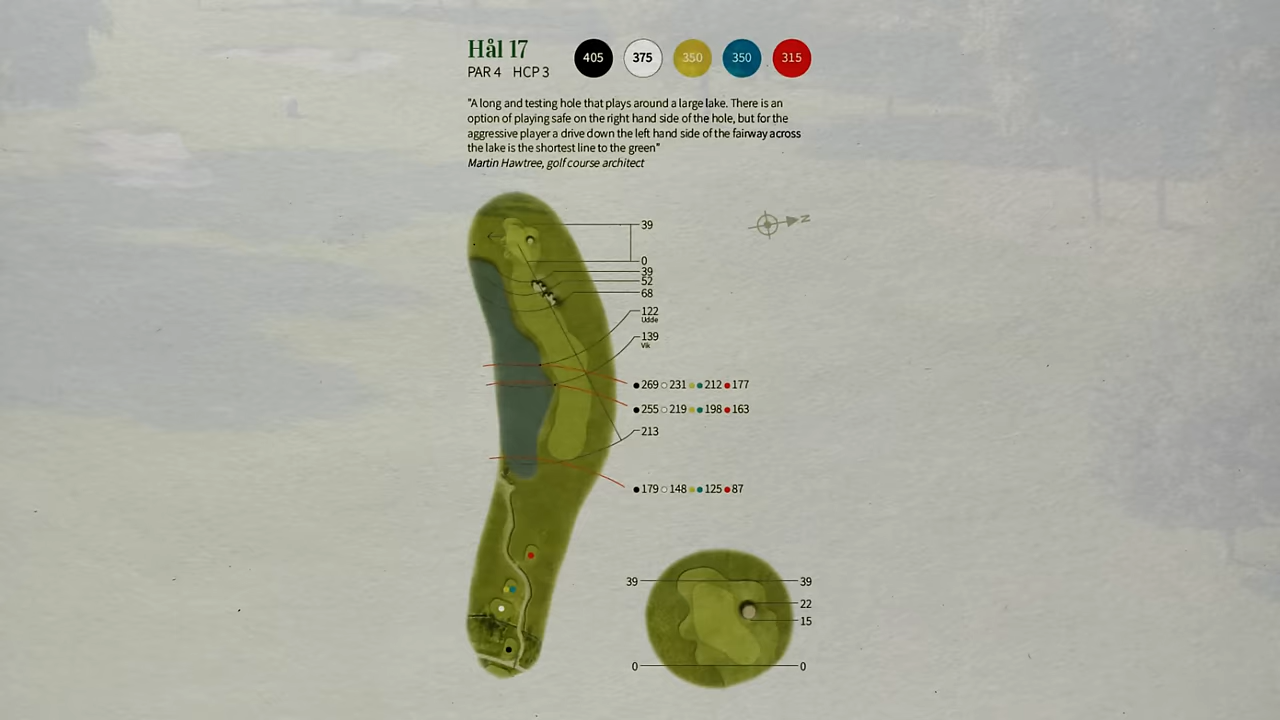 Hål 17
PAR 4 HCP 3
405 375 350 350 315
"A long and testing hole that plays around a large lake. There is an
option of playing safe on the right hand side of the hole, but for the
aggressive player a drive down the left hand side of the fairway across
the lake is the shortest line to the green"
Martin Hawtree, golf course architect
N
39
0
39
52
68
122
Udde
139
Vik
269 231 212 177
255 219 198 163
213
179 148 125 87
39 39
22
15
0 0